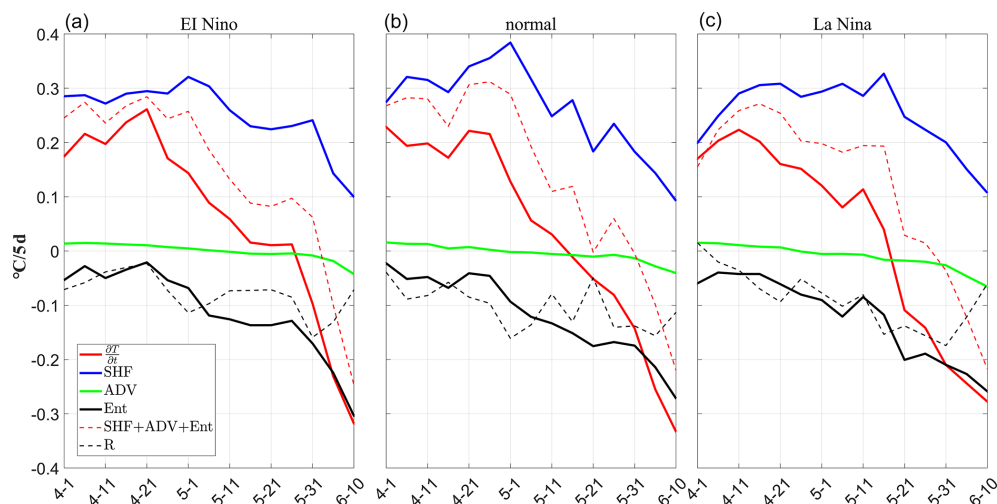 (a) EI Nino
(b) normal
(c) La Nina
°C/5d
0.4
0.3
0.2
0.1
0
-0.1
-0.2
-0.3
-0.4
∂T/∂t
SHF
ADV
Ent
SHF+ADV+Ent
R
4-1 4-11 4-21 5-1 5-11 5-21 5-31 6-10
4-1 4-11 4-21 5-1 5-11 5-21 5-31 6-10
4-1 4-11 4-21 5-1 5-11 5-21 5-31 6-10